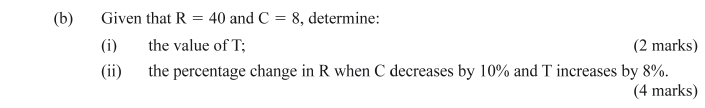 (b) Given that R = 40 and C = 8, determine:
(i) the value of T; (2 marks)
(ii) the percentage change in R when C decreases by 10% and T increases by 8%.
(4 marks)